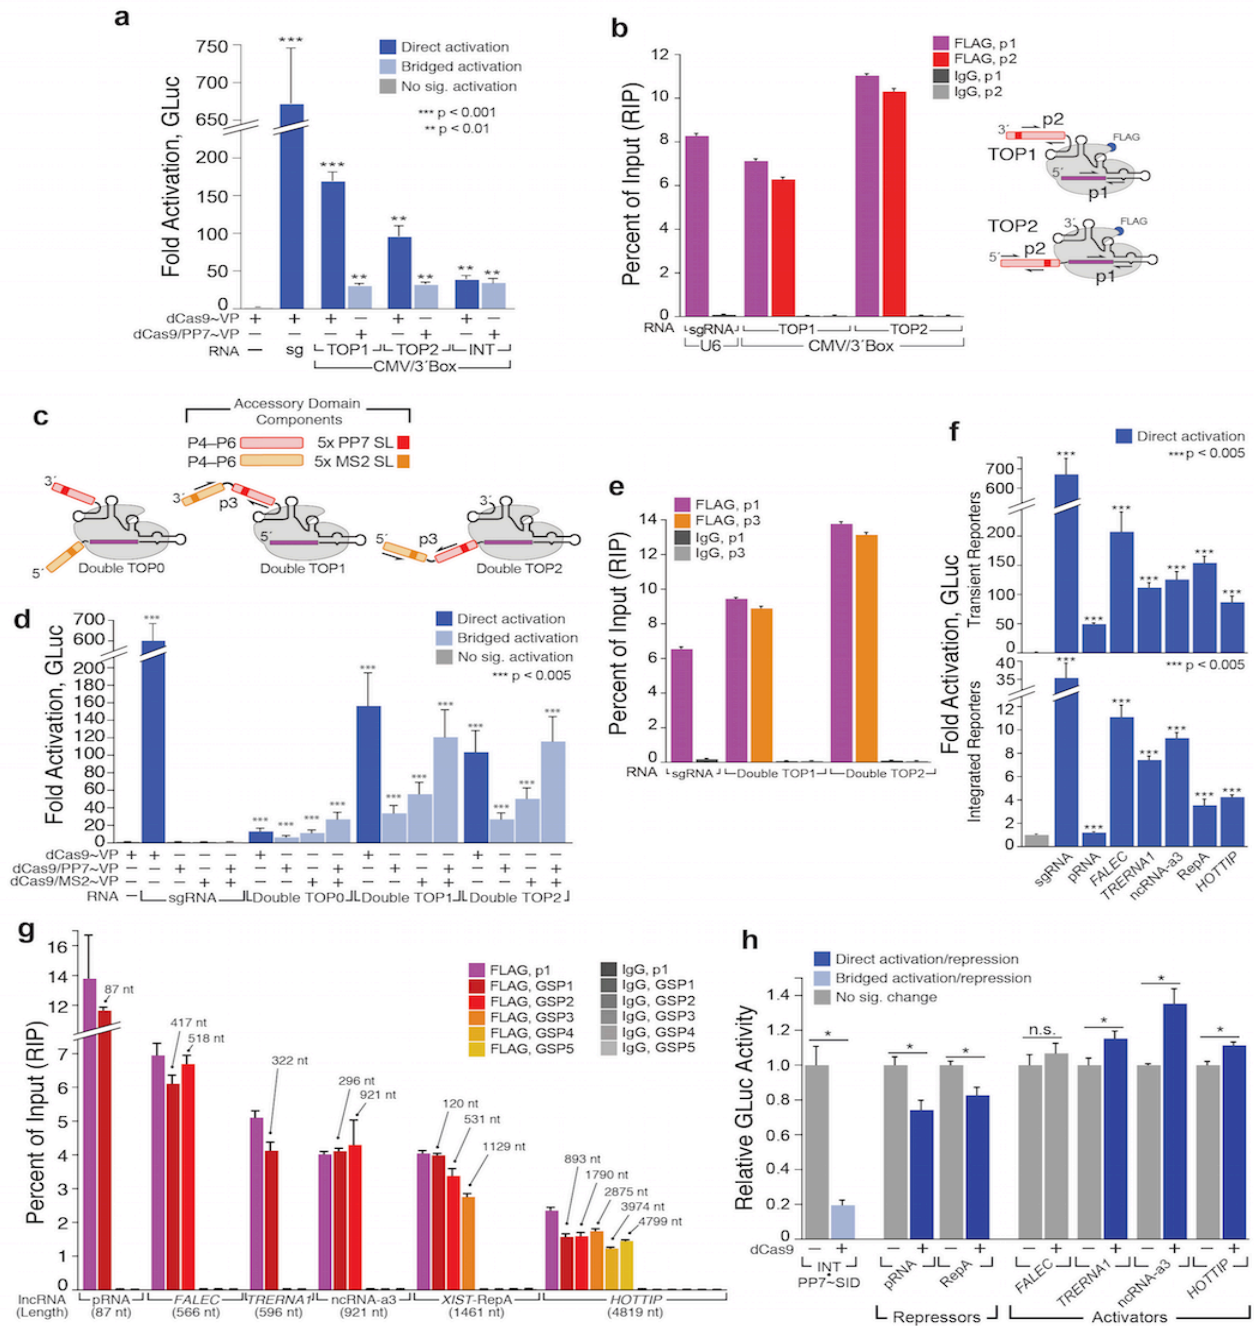 a
Fold Activation, GLuc
750
700
650
200
150
100
50
0
***
***
**
**
**
**
**
Direct activation
Bridged activation
No sig. activation
*** p < 0.001
** p < 0.01
dCas9~VP + + + + +
dCas9/PP7~VP + + +
RNA — sg TOP1 TOP2 INT
CMV/3´Box
b
Percent of Input (RIP)
12
10
8
6
4
2
0
FLAG, p1
FLAG, p2
IgG, p1
IgG, p2
RNA sgRNA TOP1 TOP2
U6 CMV/3´Box
3´ p2
FLAG
TOP1
5´
p1
TOP2 3´ FLAG
5´ p2
p1
c
Accessory Domain
Components
P4–P6 5x PP7 SL
P4–P6 5x MS2 SL
3´
5´
Double TOP0
3´
p3
5´
Double TOP1
3´
5´ p3
Double TOP2
d
Fold Activation, GLuc
700
600
200
180
160
140
120
100
80
60
40
20
0
***
*** *** *** ***
*** *** *** ***
*** *** *** ***
Direct activation
Bridged activation
No sig. activation
*** p < 0.005
dCas9~VP + + – – – + – – – + – – – + – – –
dCas9/PP7~VP – – + – + – + – + – + – + – + – +
dCas9/MS2~VP – – – + + – – + + – – + + – – + +
RNA – sgRNA Double TOP0 Double TOP1 Double TOP2
e
Percent of Input (RIP)
14
12
10
8
6
4
2
0
FLAG, p1
FLAG, p3
IgG, p1
IgG, p3
RNA sgRNA Double TOP1 Double TOP2
f
Direct activation
*** p < 0.005
Fold Activation, GLuc
Transient Reporters
700
600
200
150
100
50
0
*** *** *** *** *** ***
Integrated Reporters
*** p < 0.005
40
35
12
10
8
6
4
2
0
*** *** *** *** *** *** ***
sgRNA
pRNA
FALEC
TRERNA1
ncRNA-a3
RepA
HOTTIP
g
Percent of Input (RIP)
16
14
12
7
6
5
4
3
2
1
0
87 nt
417 nt
518 nt
322 nt
296 nt
921 nt
120 nt
531 nt
1129 nt
893 nt
1790 nt
2875 nt
3974 nt
4799 nt
FLAG, p1 IgG, p1
FLAG, GSP1 IgG, GSP1
FLAG, GSP2 IgG, GSP2
FLAG, GSP3 IgG, GSP3
FLAG, GSP4 IgG, GSP4
FLAG, GSP5 IgG, GSP5
lncRNA pRNA FALEC TRERNA1 ncRNA-a3 XIST-RepA HOTTIP
(Length) (87 nt) (566 nt) (596 nt) (921 nt) (1461 nt) (4819 nt)
h
Direct activation/repression
Bridged activation/repression
No sig. change
Relative GLuc Activity
1.4
1.2
1.0
0.8
0.6
0.4
0.2
0
* * * n.s. * * *
dCas9 – + – + – + – + – + – + – +
INT
PP7~SID
pRNA
RepA
FALEC
TRERNA1
ncRNA-a3
HOTTIP
Repressors
Activators